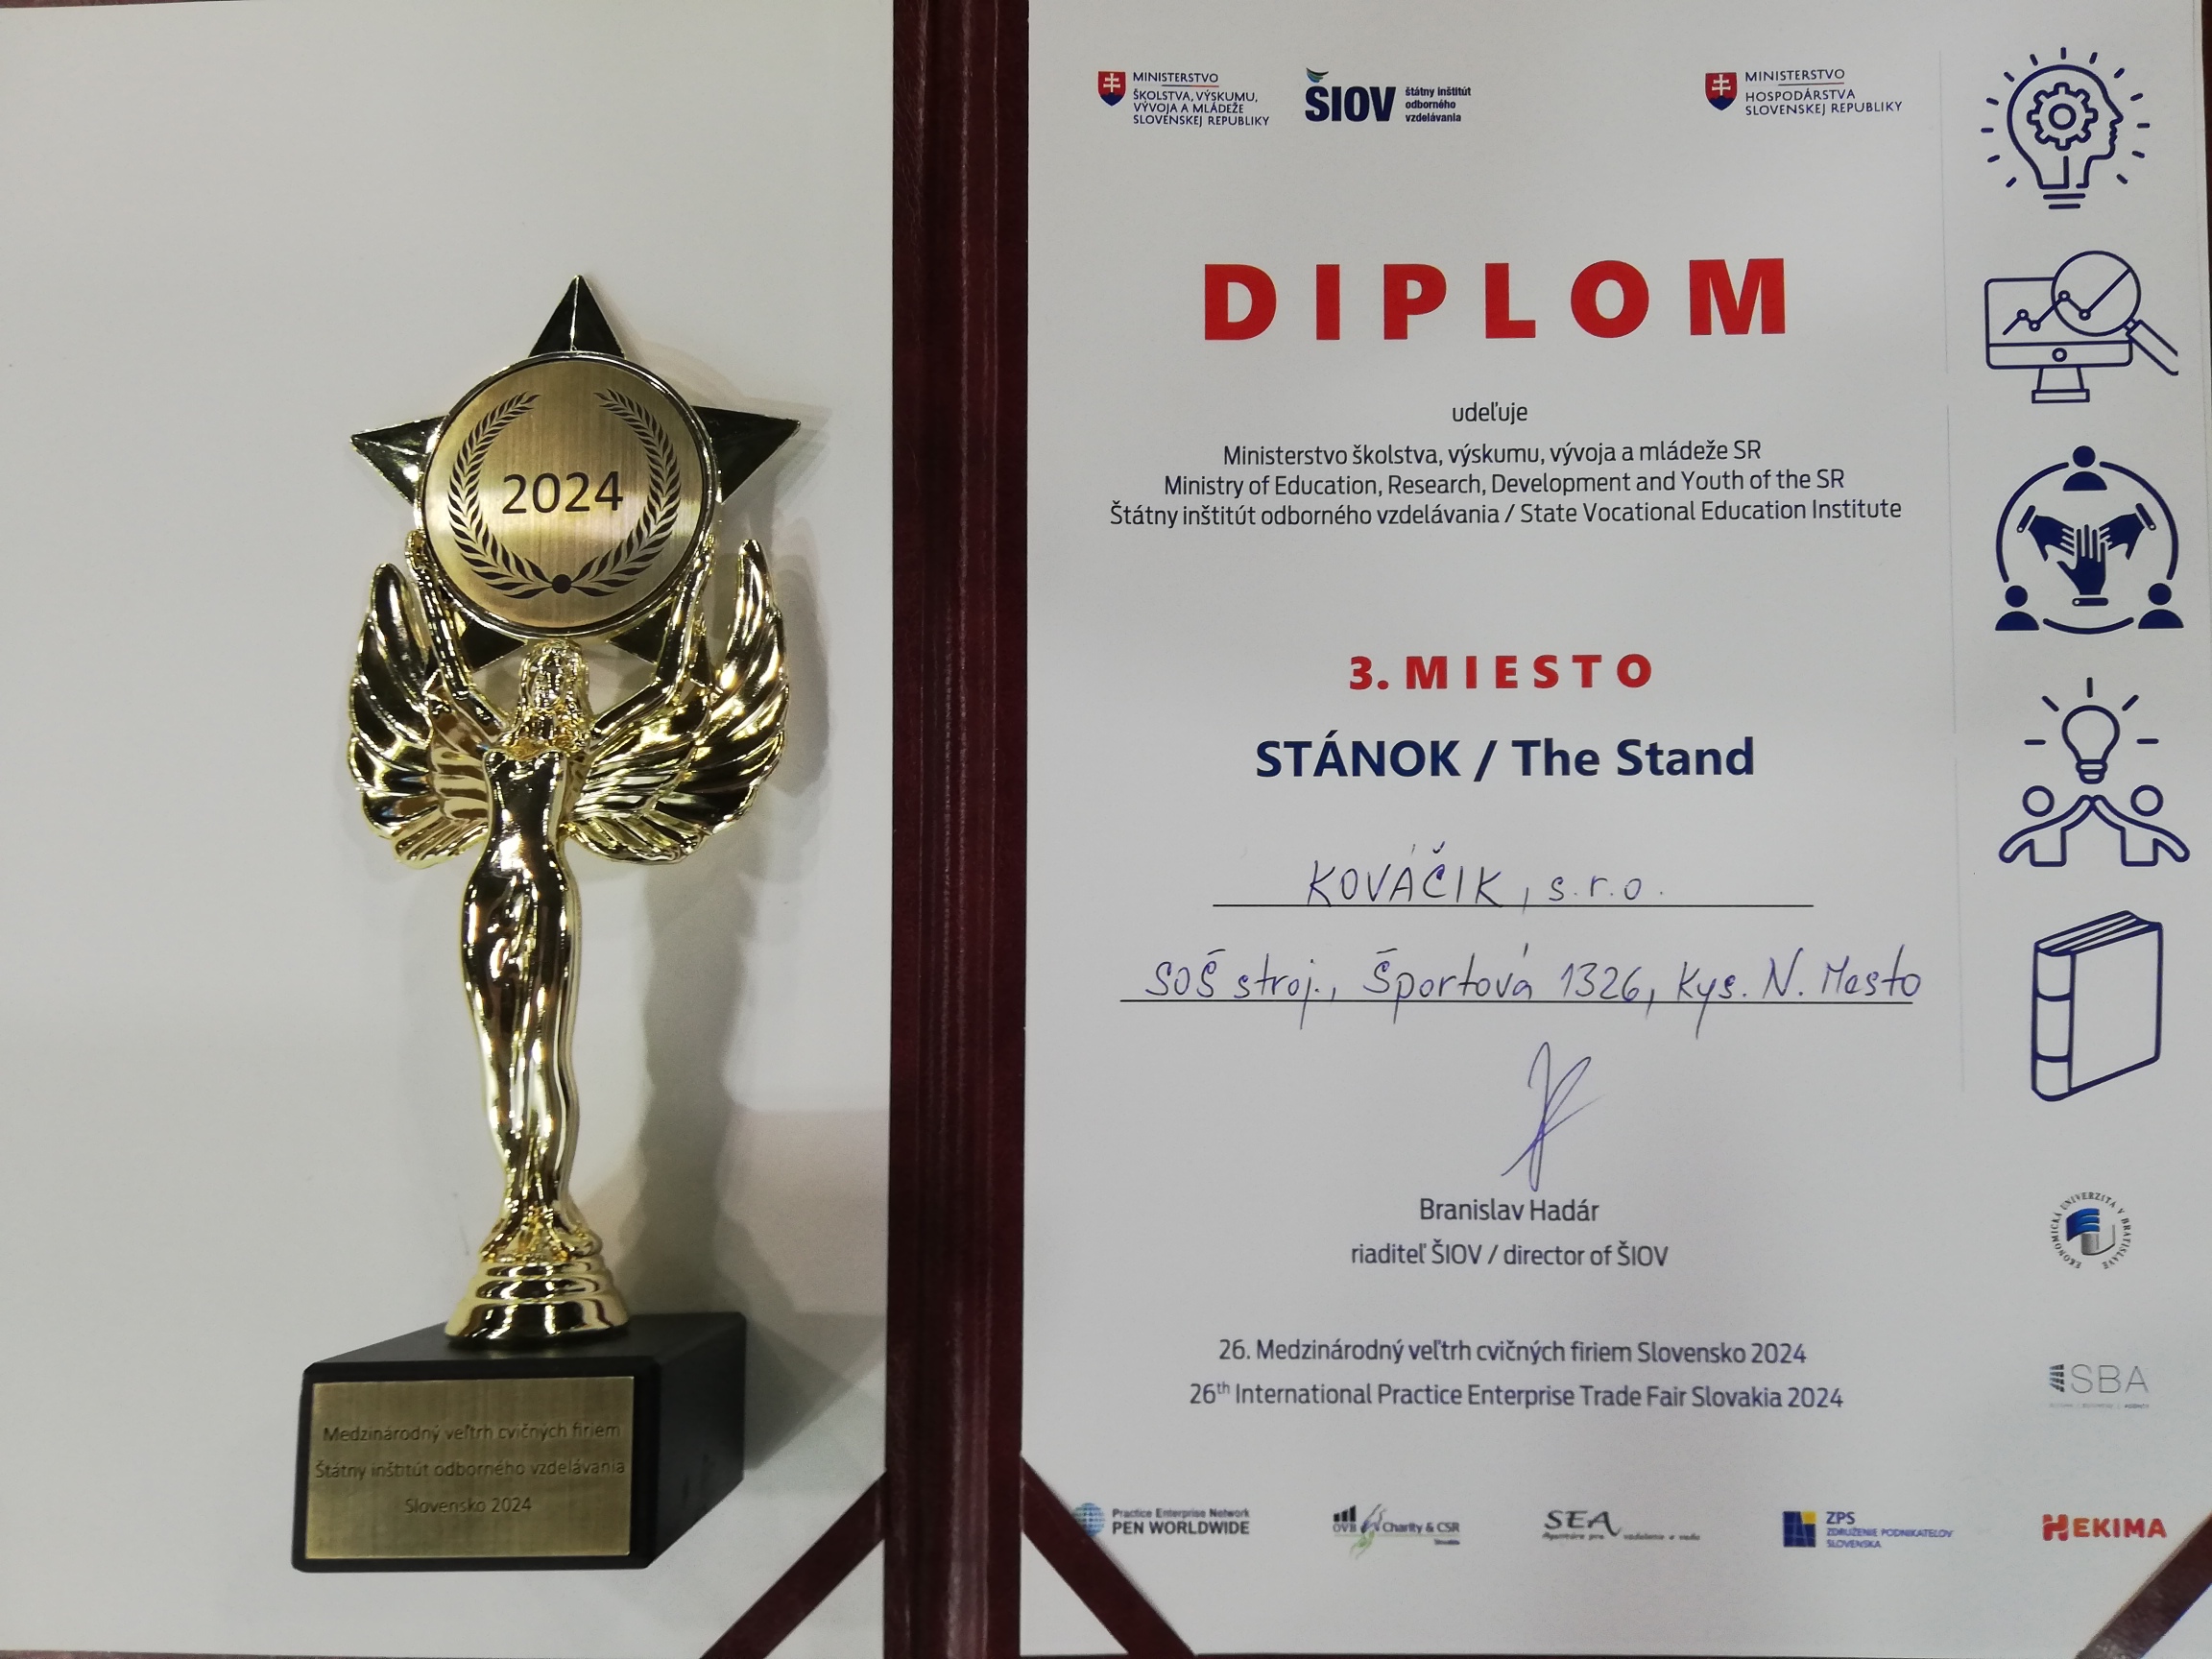 2024
Medzinárodný veľtrh cvičných firiem
Štátny inštitút odborného vzdelávania
Slovensko 2024
MINISTERSTVO
ŠKOLSTVA, VÝSKUMU,
VÝVOJA A MLÁDEŽE
SLOVENSKEJ REPUBLIKY
ŠIOV
štátny inštitút
odborného
vzdelávania
MINISTERSTVO
HOSPODÁRSTVA
SLOVENSKEJ REPUBLIKY
DIPLOM
udeľuje
Ministerstvo školstva, výskumu, vývoja a mládeže SR
Ministry of Education, Research, Development and Youth of the SR
Štátny inštitút odborného vzdelávania / State Vocational Education Institute
3. MIESTO
STÁNOK / The Stand
KOVÁČIK, s.r.o.
SOŠ stroj., Športová 1326, Kys. N. Mesto
Branislav Hadár
riaditeľ ŠIOV / director of ŠIOV
26. Medzinárodný veľtrh cvičných firiem Slovensko 2024
26th International Practice Enterprise Trade Fair Slovakia 2024
EKONOMICKÁ UNIVERZITA V BRATISLAVE
SBA
Practice Enterprise Network
PEN WORLDWIDE
OVB Charity & CSR
SEA
ZPS
ZDRUŽENIE PODNIKATEĽOV
SLOVENSKA
HEKIMA